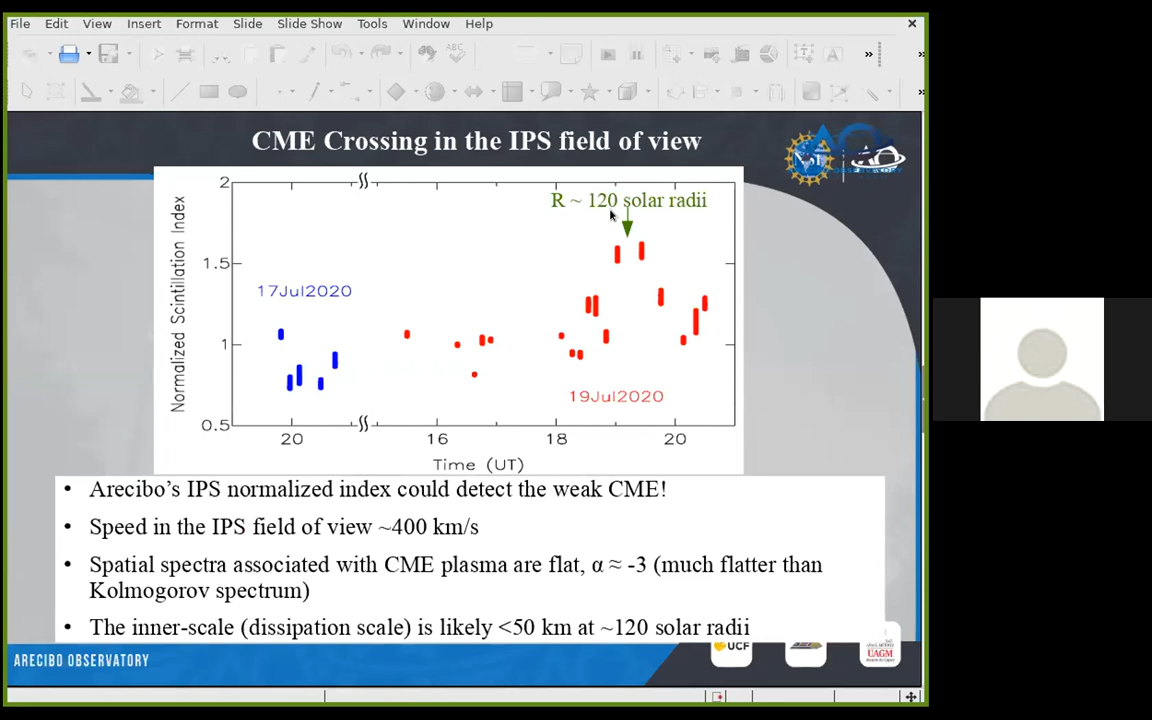 File Edit View Insert Format Slide Slide Show Tools Window Help
CME Crossing in the IPS field of view
R ~ 120 solar radii
Normalized Scintillation Index
2
1.5
1
0.5
17Jul2020
19Jul2020
20 16 18 20
Time (UT)
• Arecibo's IPS normalized index could detect the weak CME!
• Speed in the IPS field of view ~400 km/s
• Spatial spectra associated with CME plasma are flat, α ≈ -3 (much flatter than
Kolmogorov spectrum)
• The inner-scale (dissipation scale) is likely <50 km at ~120 solar radii
ARECIBO OBSERVATORY
UCF
UAGM